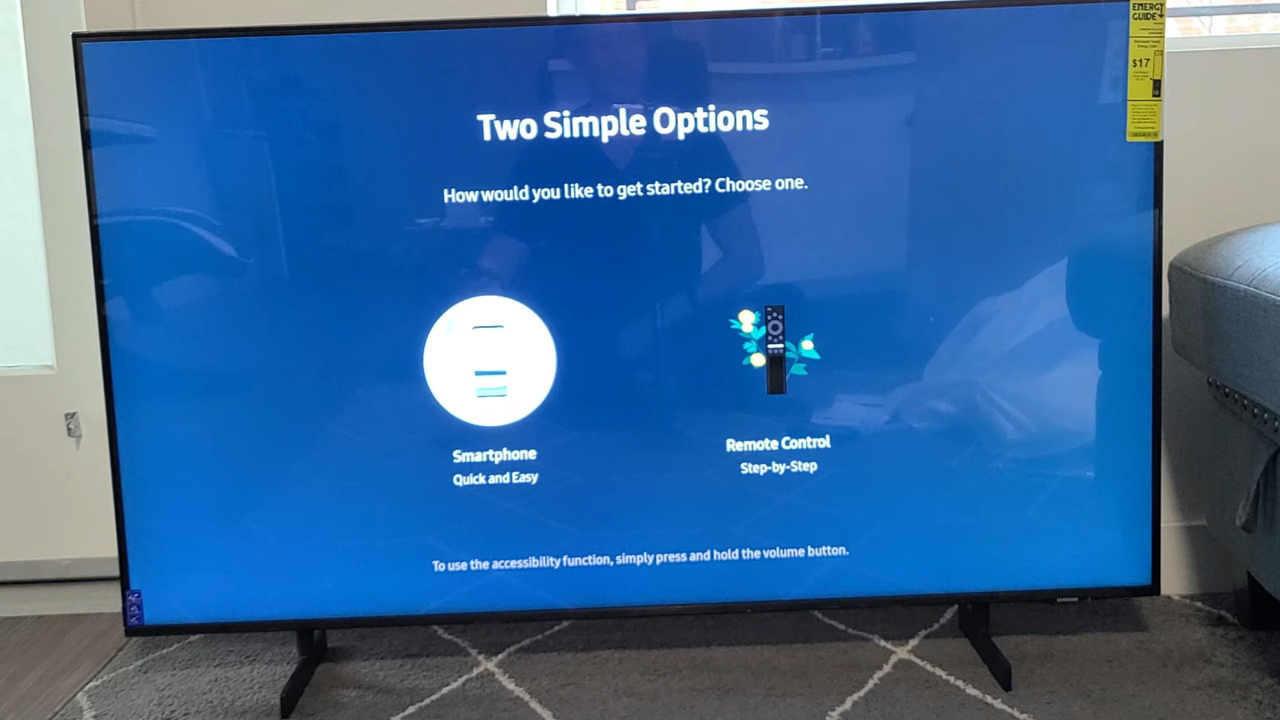 ENERGY
GUIDE
$17
Two Simple Options
How would you like to get started? Choose one.
Smartphone
Quick and Easy
Remote Control
Step-by-Step
To use the accessibility function, simply press and hold the volume button.
SAMSUNG